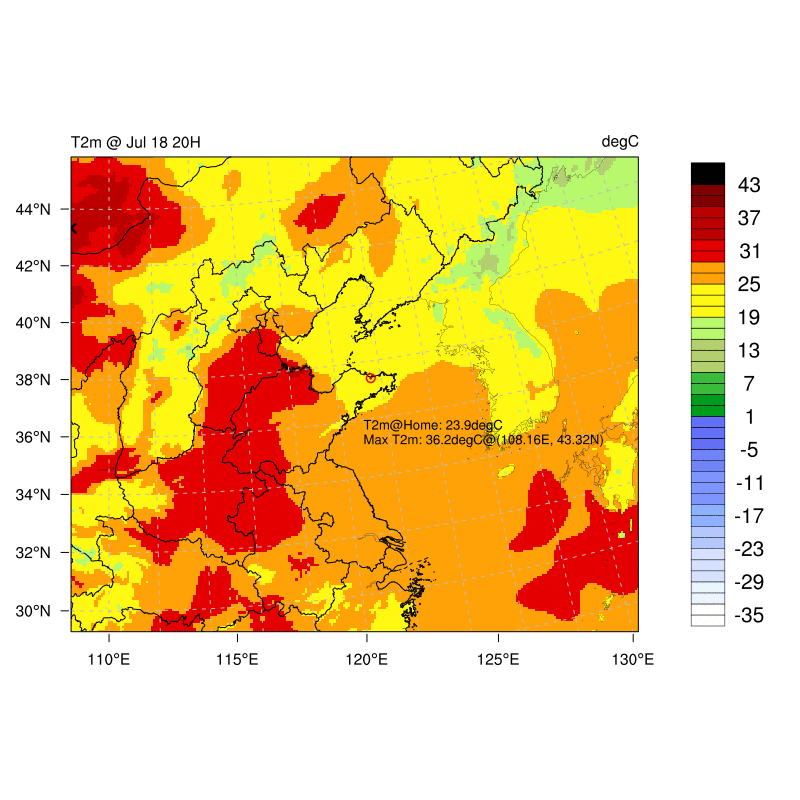 T2m @ Jul 18 20H
degC
44°N
42°N
40°N
38°N
36°N
34°N
32°N
30°N
110°E
115°E
120°E
125°E
130°E
T2m@Home: 23.9degC
Max T2m: 36.2degC@(108.16E, 43.32N)
43
37
31
25
19
13
7
1
-5
-11
-17
-23
-29
-35